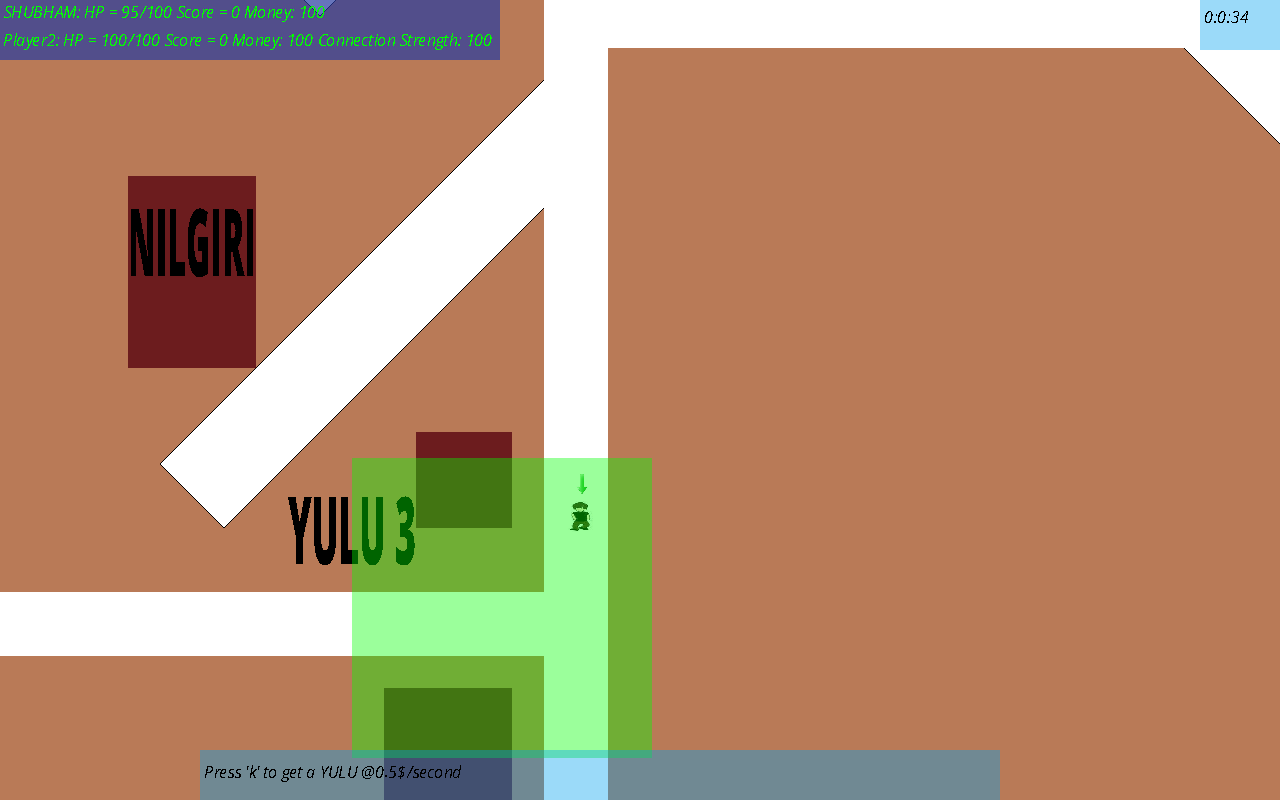 SHUBHAM: HP = 95/100 Score = 0 Money: 100
Player2: HP = 100/100 Score = 0 Money: 100 Connection Strength: 100
0:0:34
NILGIRI
YULU 3
Press 'k' to get a YULU @0.5$/second